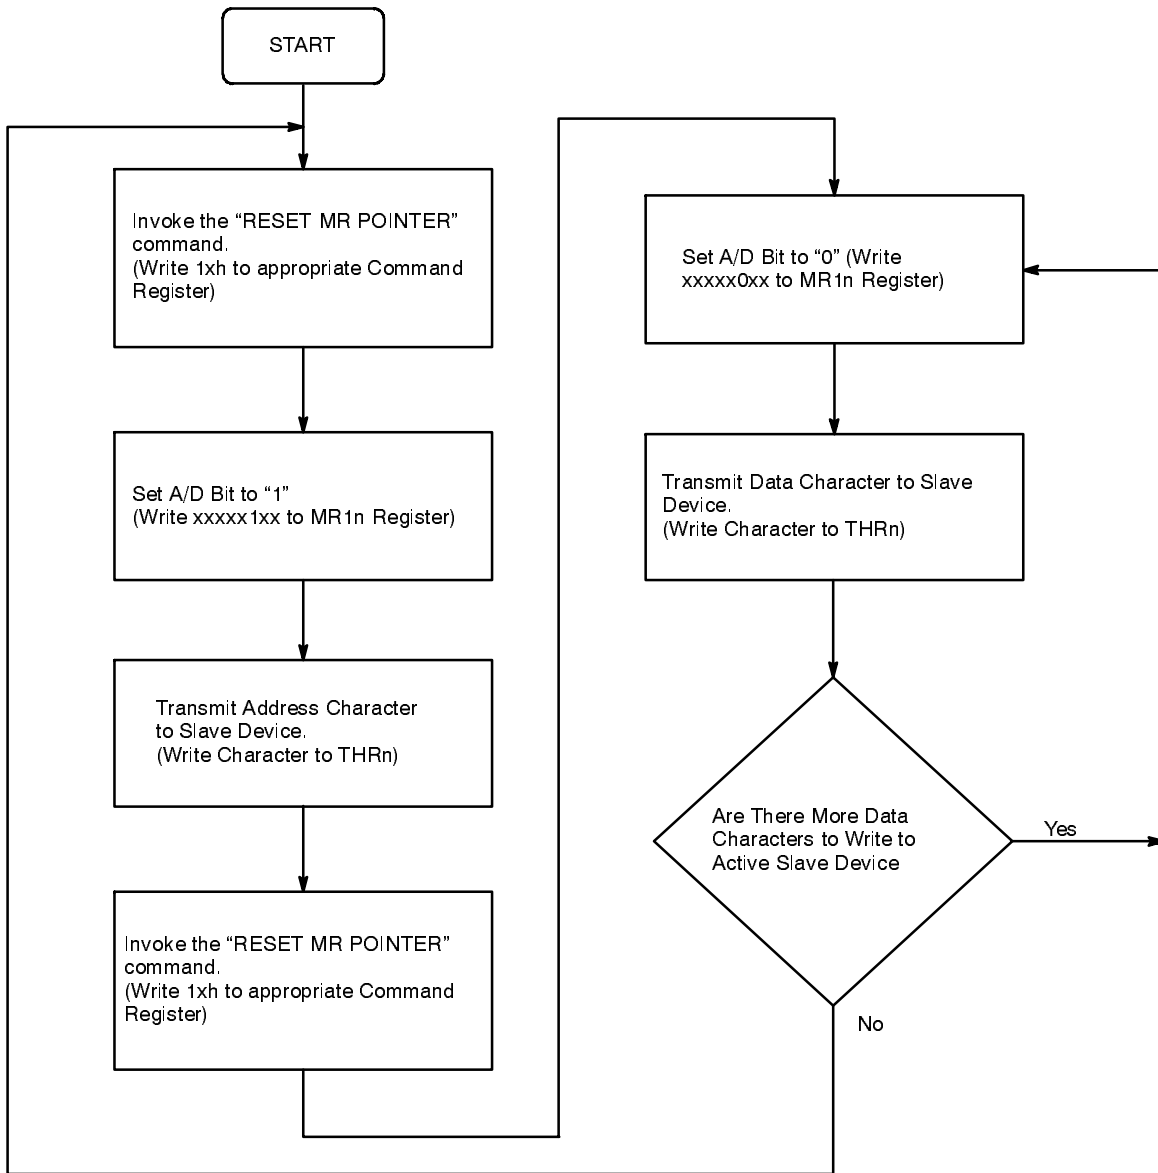 START
Invoke the “RESET MR POINTER”
command.
(Write 1xh to appropriate Command
Register)
Set A/D Bit to “1”
(Write xxxxx1xx to MR1n Register)
Transmit Address Character
to Slave Device.
(Write Character to THRn)
Invoke the “RESET MR POINTER”
command.
(Write 1xh to appropriate Command
Register)
Set A/D Bit to “0” (Write
xxxxx0xx to MR1n Register)
Transmit Data Character to Slave
Device.
(Write Character to THRn)
Are There More Data
Characters to Write to
Active Slave Device
Yes
No